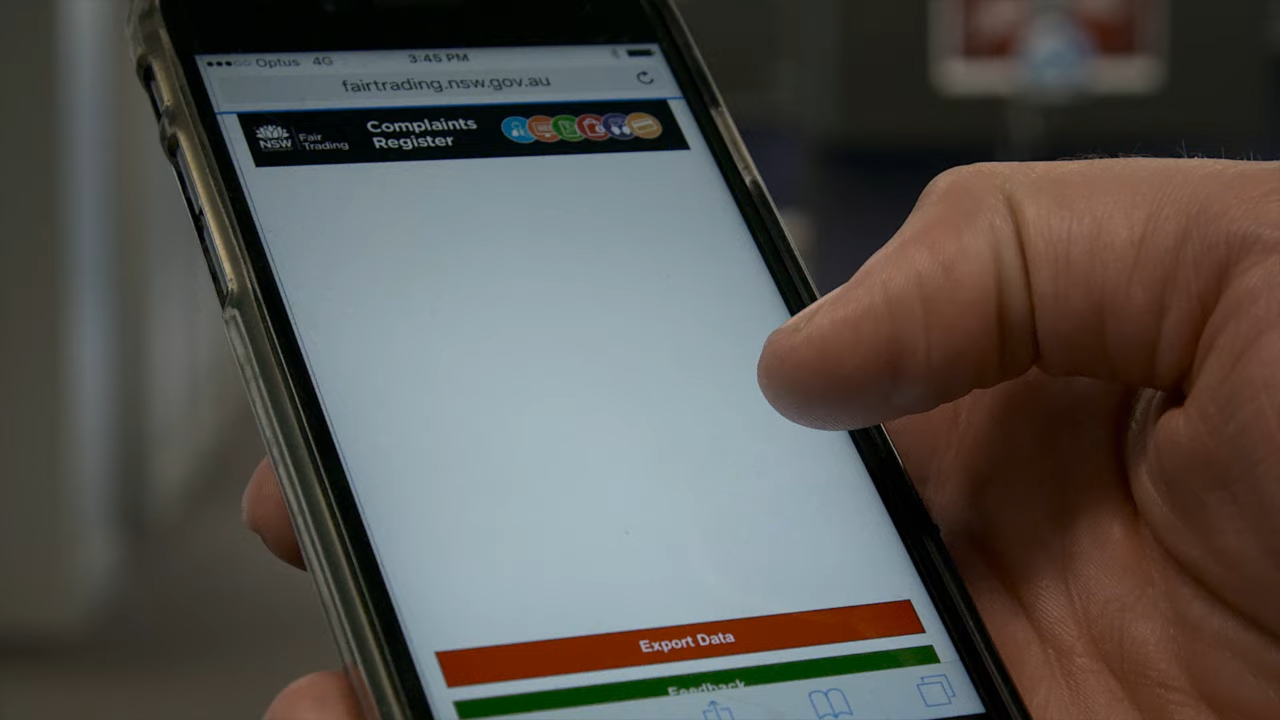 Optus 4G 3:45 PM
fairtrading.nsw.gov.au
NSW
Fair
Trading
Complaints
Register
Export Data
Feedback